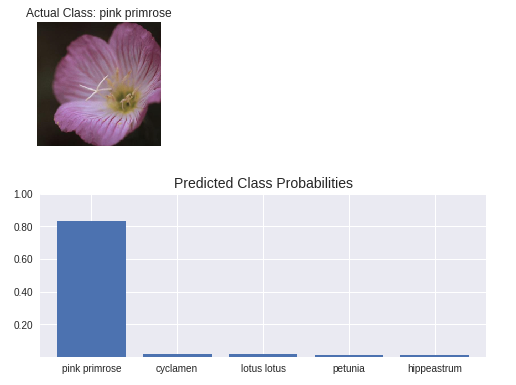 Actual Class: pink primrose
Predicted Class Probabilities
1.00
0.80
0.60
0.40
0.20
pink primrose cyclamen lotus lotus petunia hippeastrum